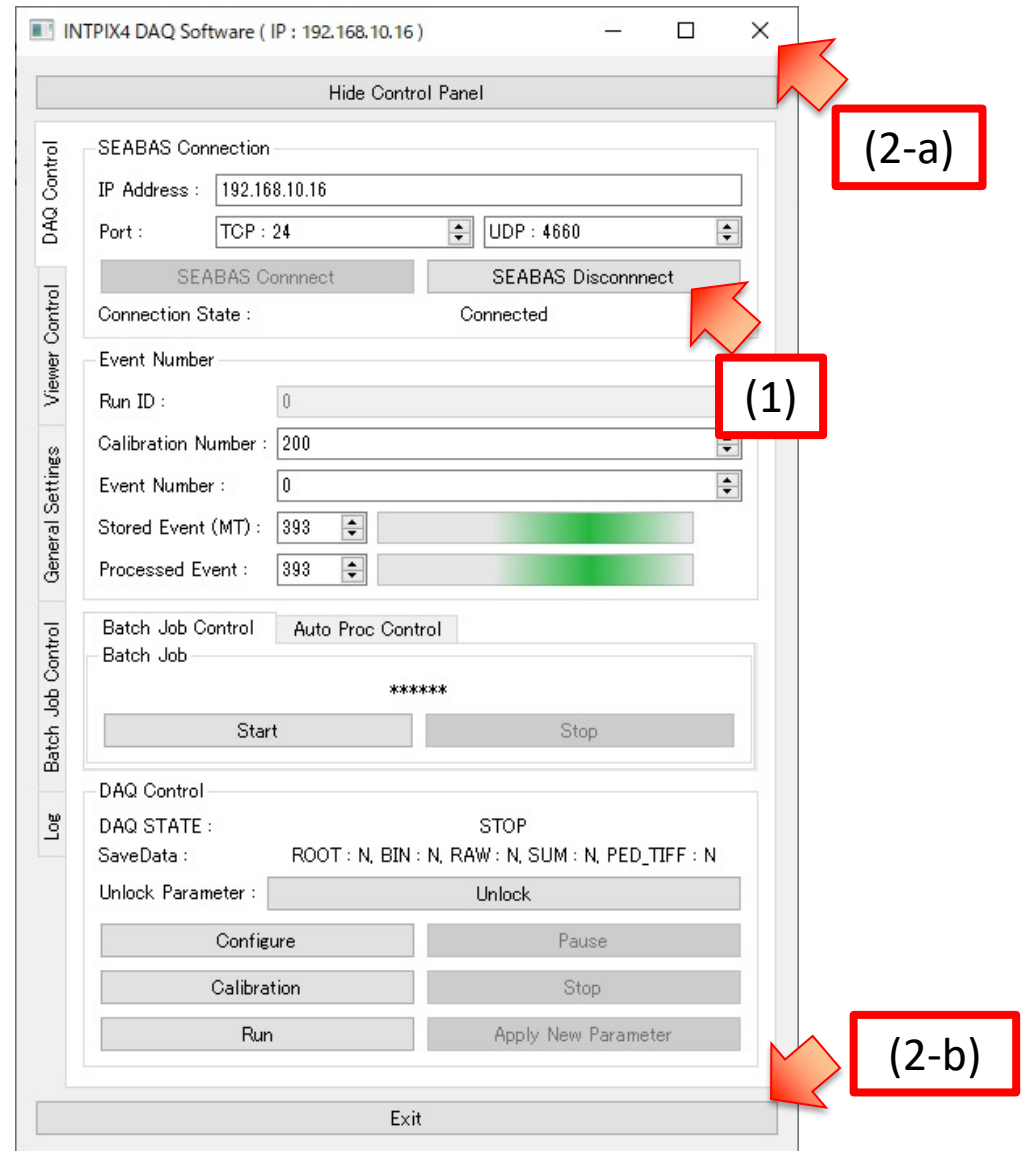 INTPIX4 DAQ Software ( IP : 192.168.10.16 )
Hide Control Panel
(2-a)
DAQ Control
Viewer Control
General Settings
Batch Job Control
Log
SEABAS Connection
IP Address : 192.168.10.16
Port : TCP : 24 UDP : 4660
SEABAS Connnect SEABAS Disconnnect
Connection State : Connected
(1)
Event Number
Run ID : 0
Calibration Number : 200
Event Number : 0
Stored Event (MT) : 393
Processed Event : 393
Batch Job Control Auto Proc Control
Batch Job
******
Start Stop
DAQ Control
DAQ STATE : STOP
SaveData : ROOT : N, BIN : N, RAW : N, SUM : N, PED_TIFF : N
Unlock Parameter : Unlock
Configure Pause
Calibration Stop
Run Apply New Parameter
(2-b)
Exit